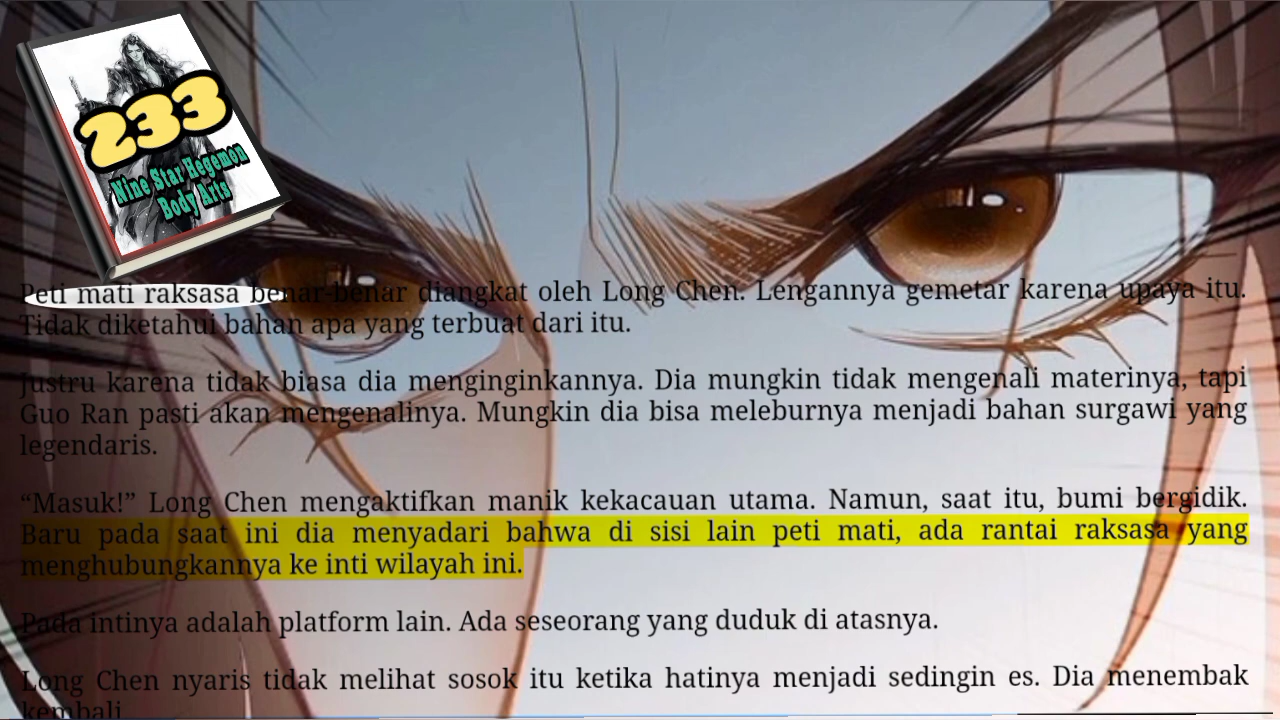 233
Nine Star Hegemon
Body Arts
Peti mati raksasa benar-benar diangkat oleh Long Chen. Lengannya gemetar karena upaya itu.
Tidak diketahui bahan apa yang terbuat dari itu.
Justru karena tidak biasa dia menginginkannya. Dia mungkin tidak mengenali materinya, tapi
Guo Ran pasti akan mengenalinya. Mungkin dia bisa meleburnya menjadi bahan surgawi yang
legendaris.
“Masuk!” Long Chen mengaktifkan manik kekacauan utama. Namun, saat itu, bumi bergidik.
Baru pada saat ini dia menyadari bahwa di sisi lain peti mati, ada rantai raksasa yang
menghubungkannya ke inti wilayah ini.
Pada intinya adalah platform lain. Ada seseorang yang duduk di atasnya.
Long Chen nyaris tidak melihat sosok itu ketika hatinya menjadi sedingin es. Dia menembak
kembali